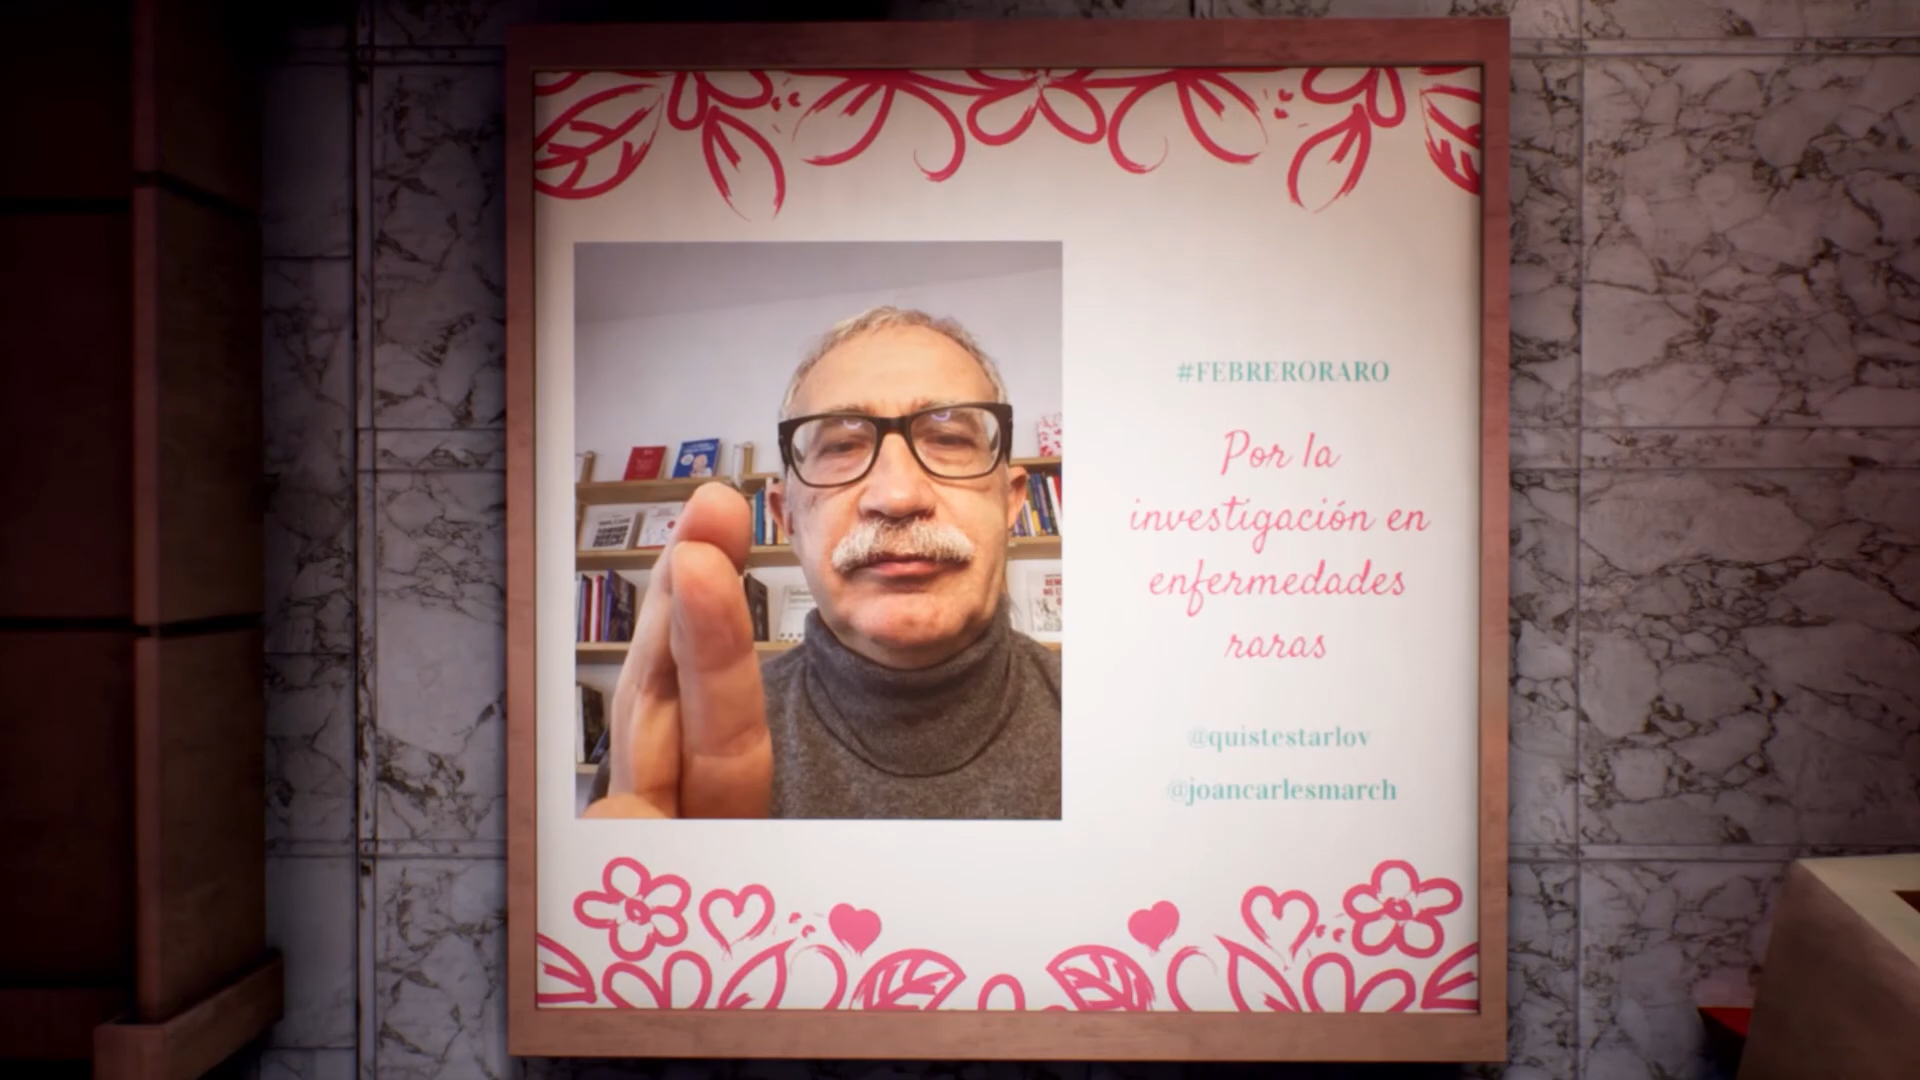 #FEBRERORARO
Por la
investigación en
enfermedades
raras
@quistestarlov
@joancarlesmarch